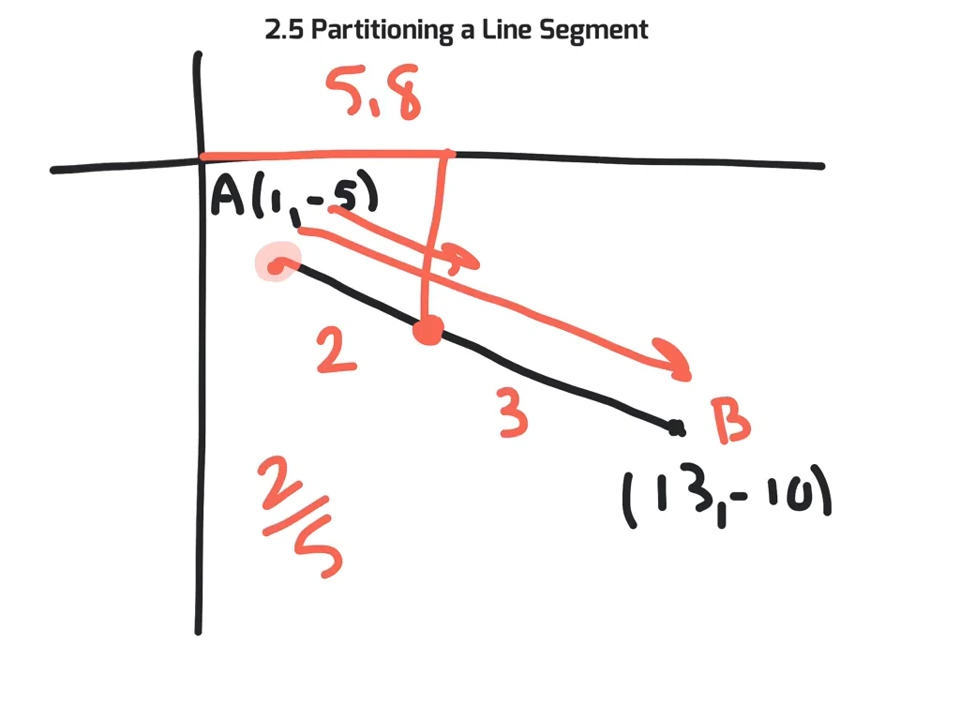 2.5 Partitioning a Line Segment
5,8
A(1,-5)
2
3
B
2/5
(13,-10)